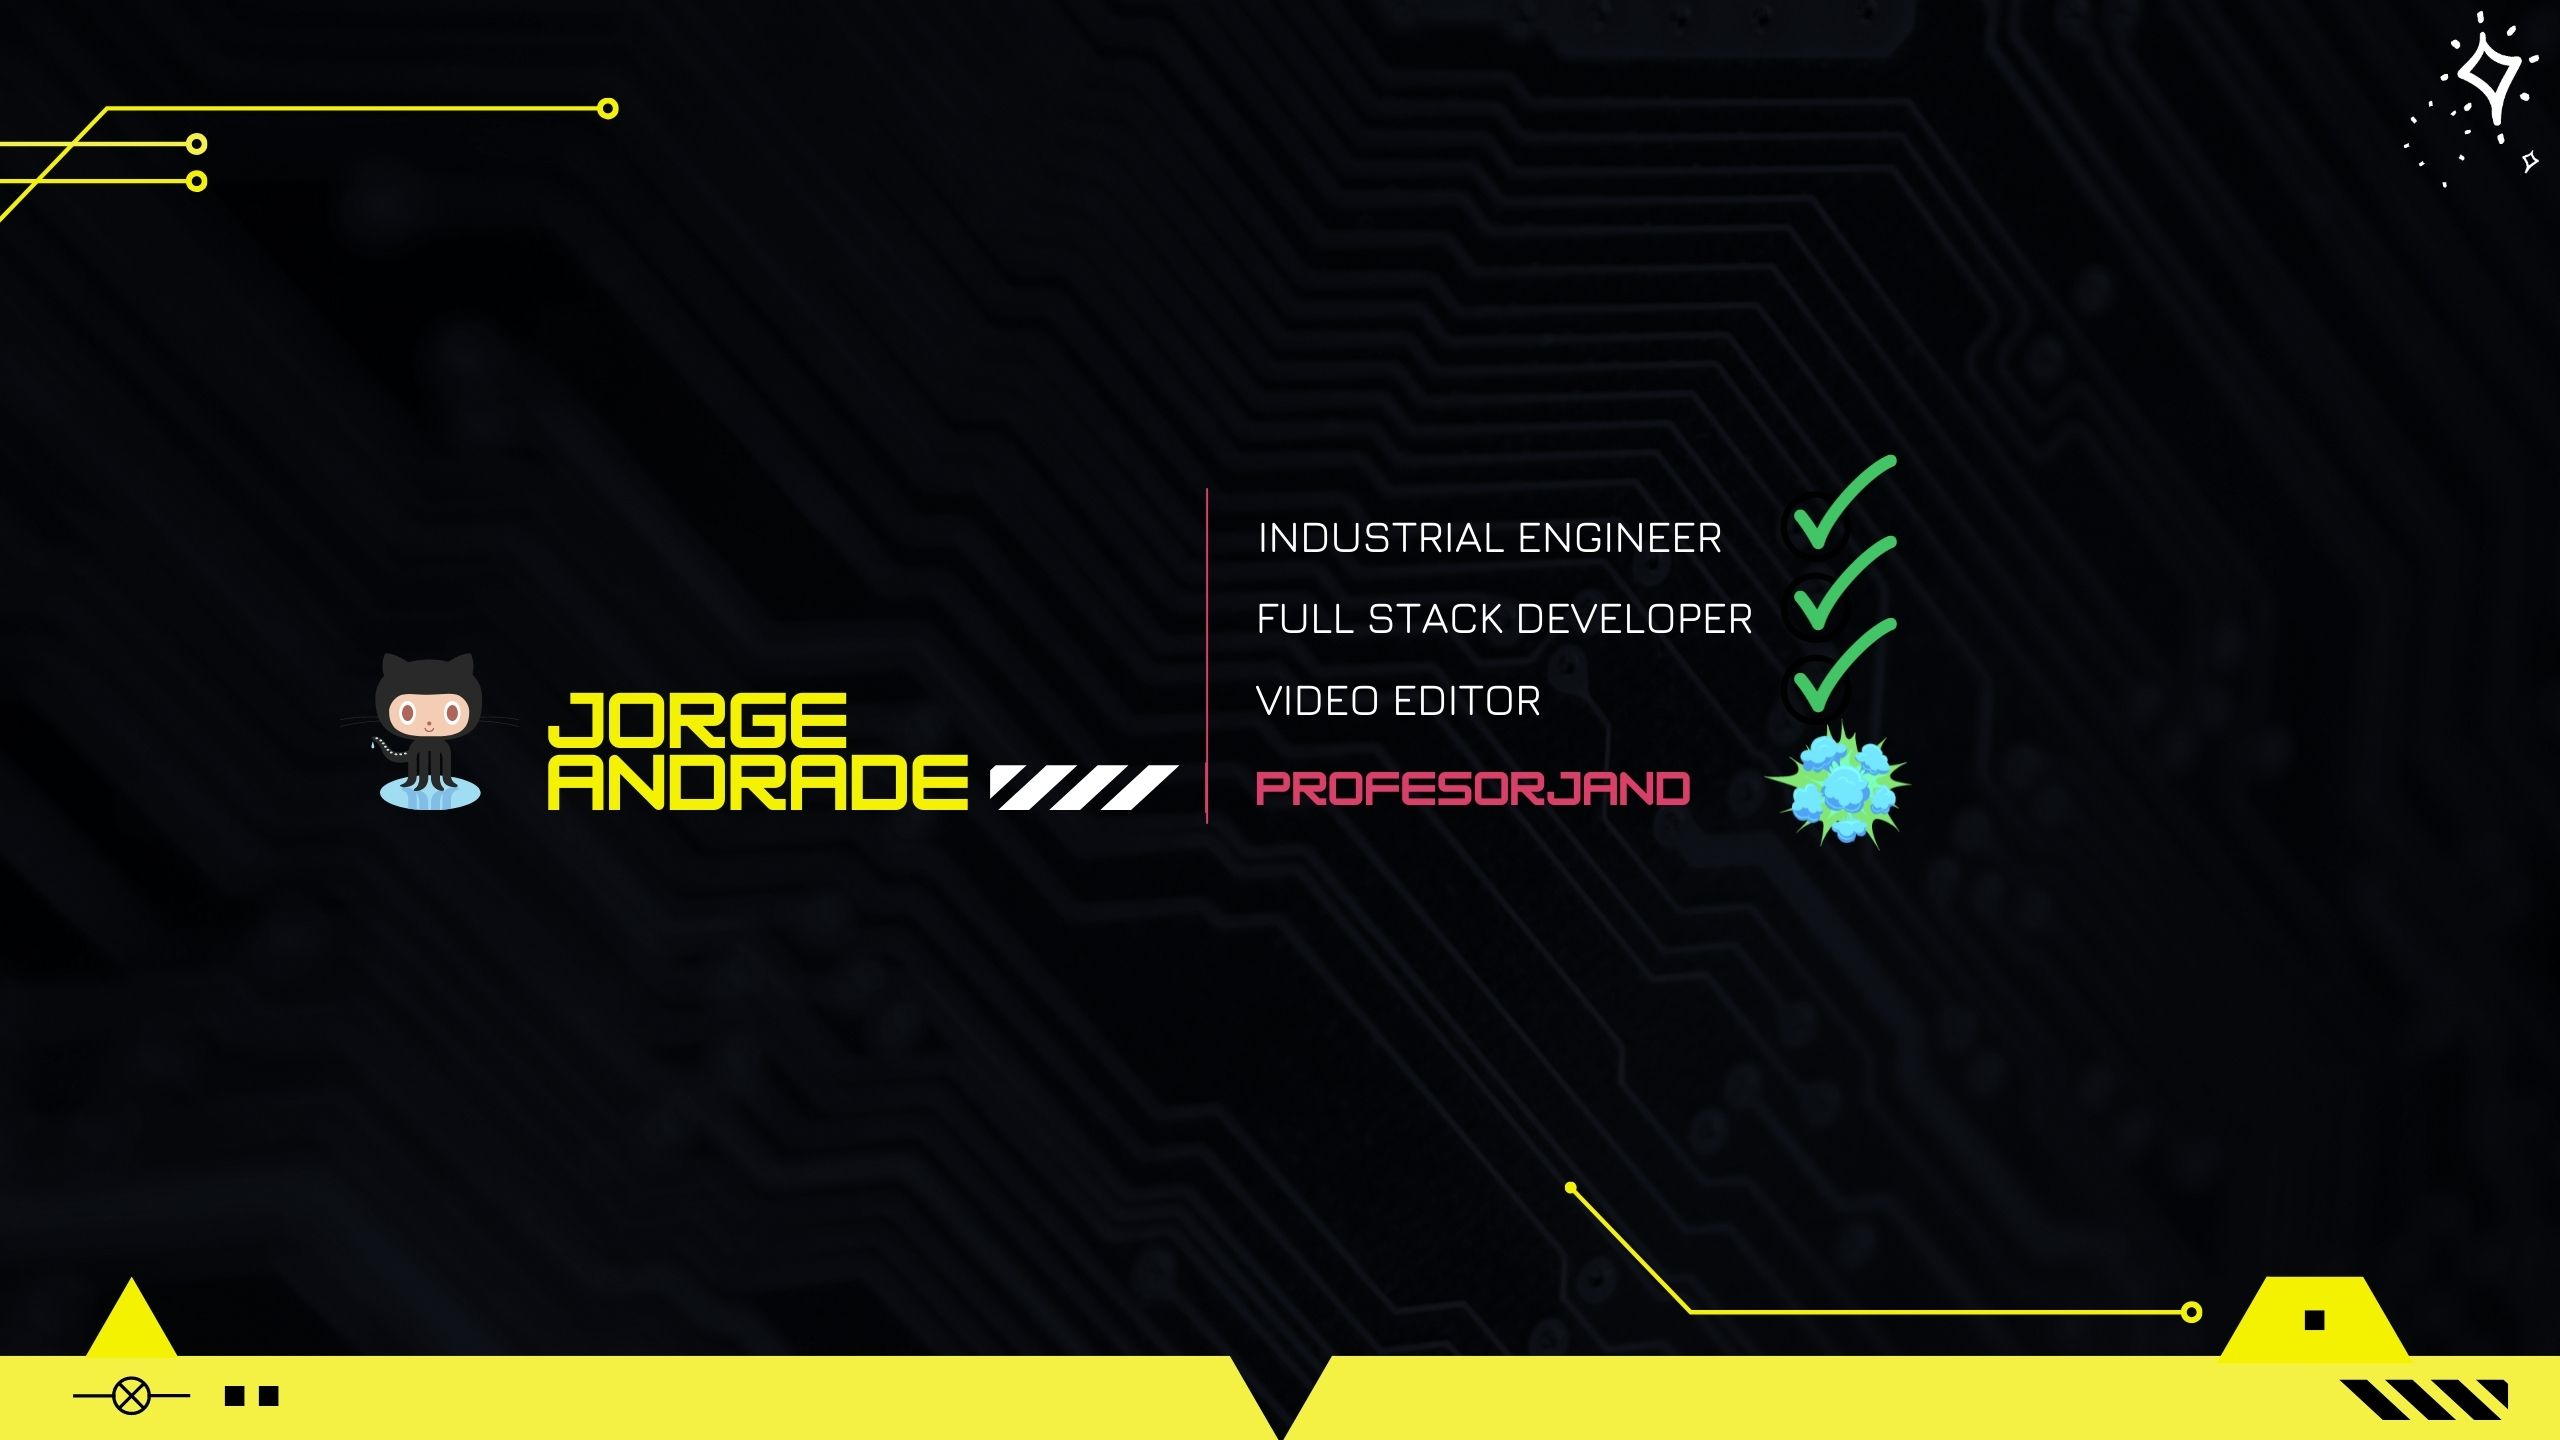 JORGE
ANDRADE
INDUSTRIAL ENGINEER
FULL STACK DEVELOPER
VIDEO EDITOR
PROFESORJAND